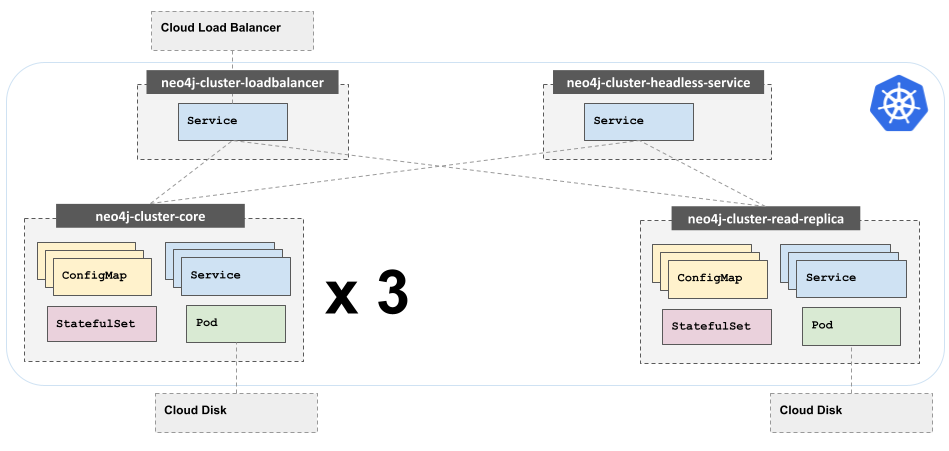 Cloud Load Balancer
neo4j-cluster-loadbalancer
neo4j-cluster-headless-service
Service
Service
neo4j-cluster-core
neo4j-cluster-read-replica
ConfigMap
Service
x 3
ConfigMap
Service
StatefulSet
Pod
StatefulSet
Pod
Cloud Disk
Cloud Disk